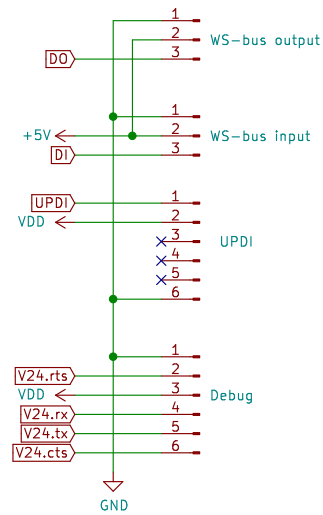 1
2 WS-bus output
DO 3
1
+5V 2 WS-bus input
DI 3
UPDI 1
VDD 2
3 UPDI
4
5
6
1
V24.rts 2
VDD 3 Debug
V24.rx 4
V24.tx 5
V24.cts 6
GND